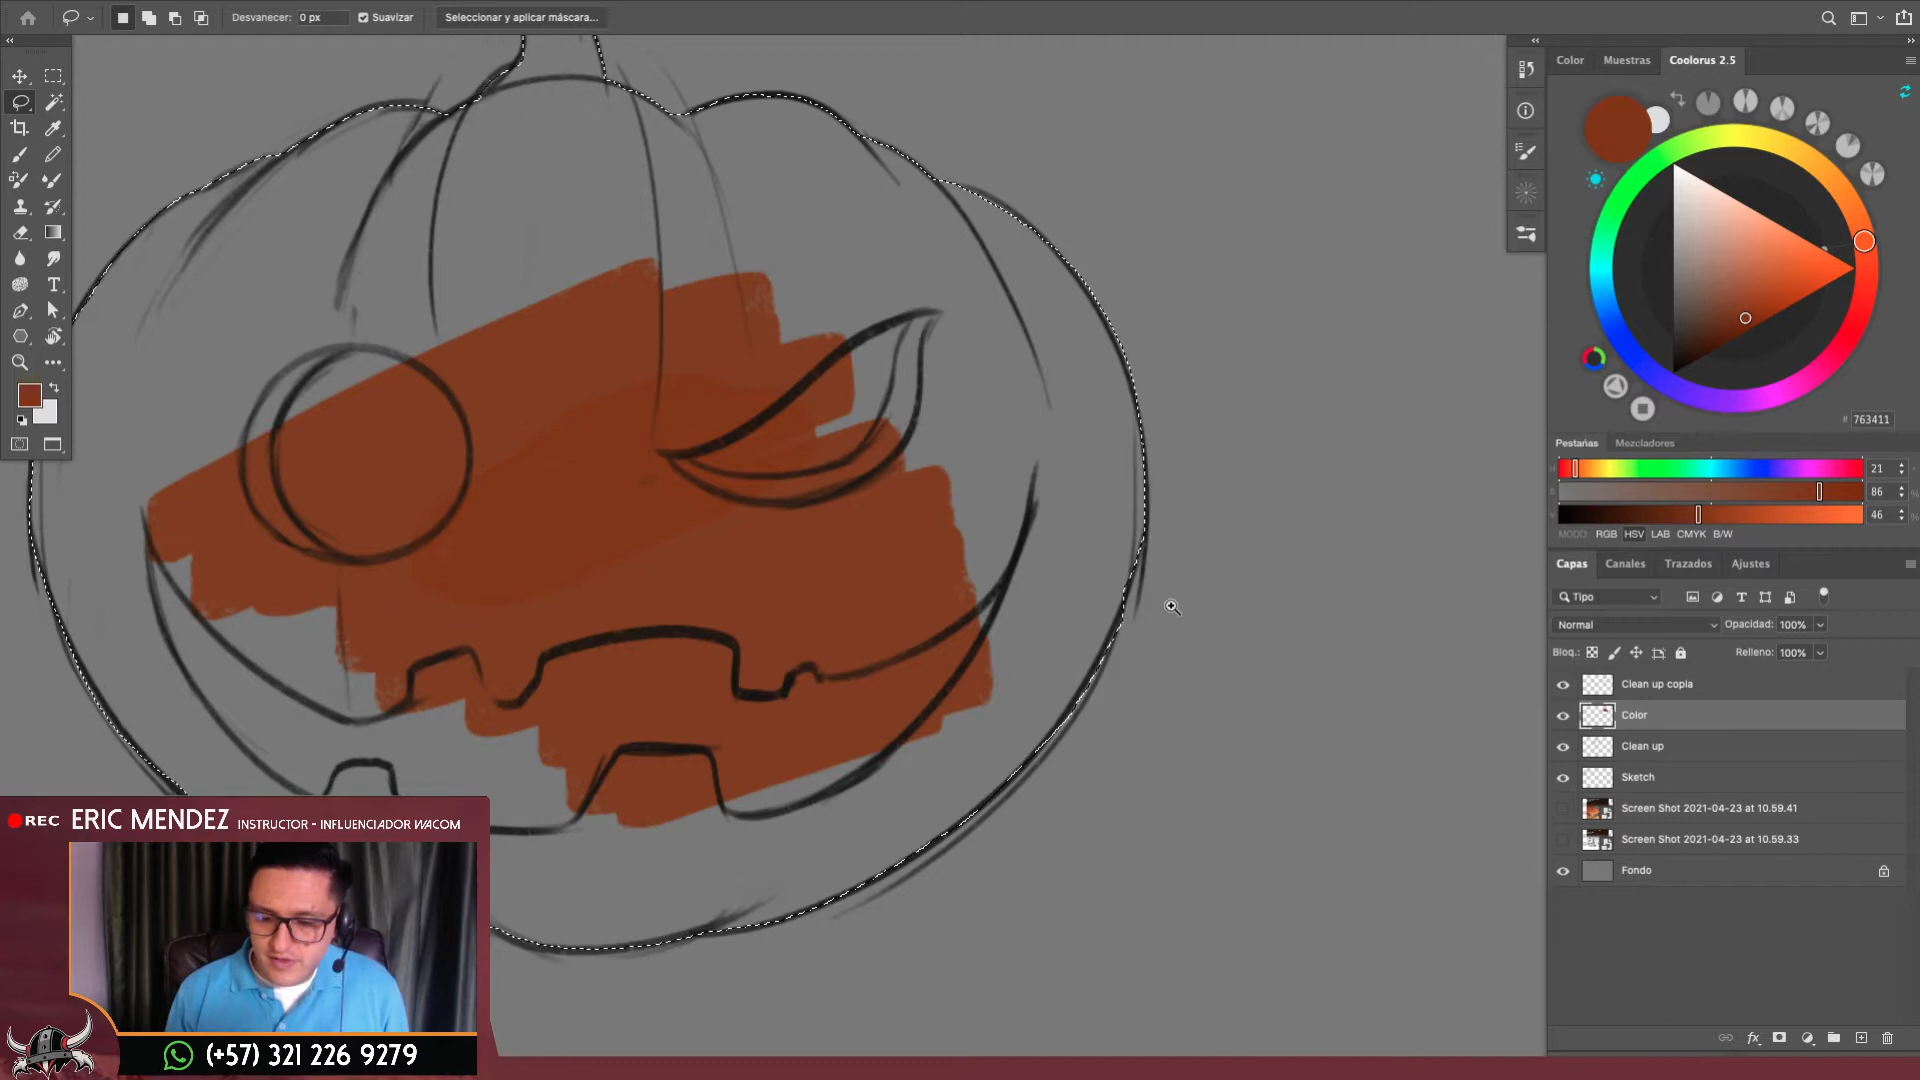 Desvanecer: 0 px Suavizar Seleccionar y aplicar máscara...
Color Muestras Coolorus 2.5
# 763411
Pestañas Mezcladores
H 21 °
S 86 %
V 46 %
MODO RGB HSV LAB CMYK B/W
Capas Canales Trazados Ajustes
Tipo
Normal Opacidad: 100%
Bloq.: Relleno: 100%
Clean up copia
Color
Clean up
Sketch
Screen Shot 2021-04-23 at 10.59.41
Screen Shot 2021-04-23 at 10.59.33
Fondo
fx
REC ERIC MENDEZ INSTRUCTOR - INFLUENCIADOR WACOM
(+57) 321 226 9279